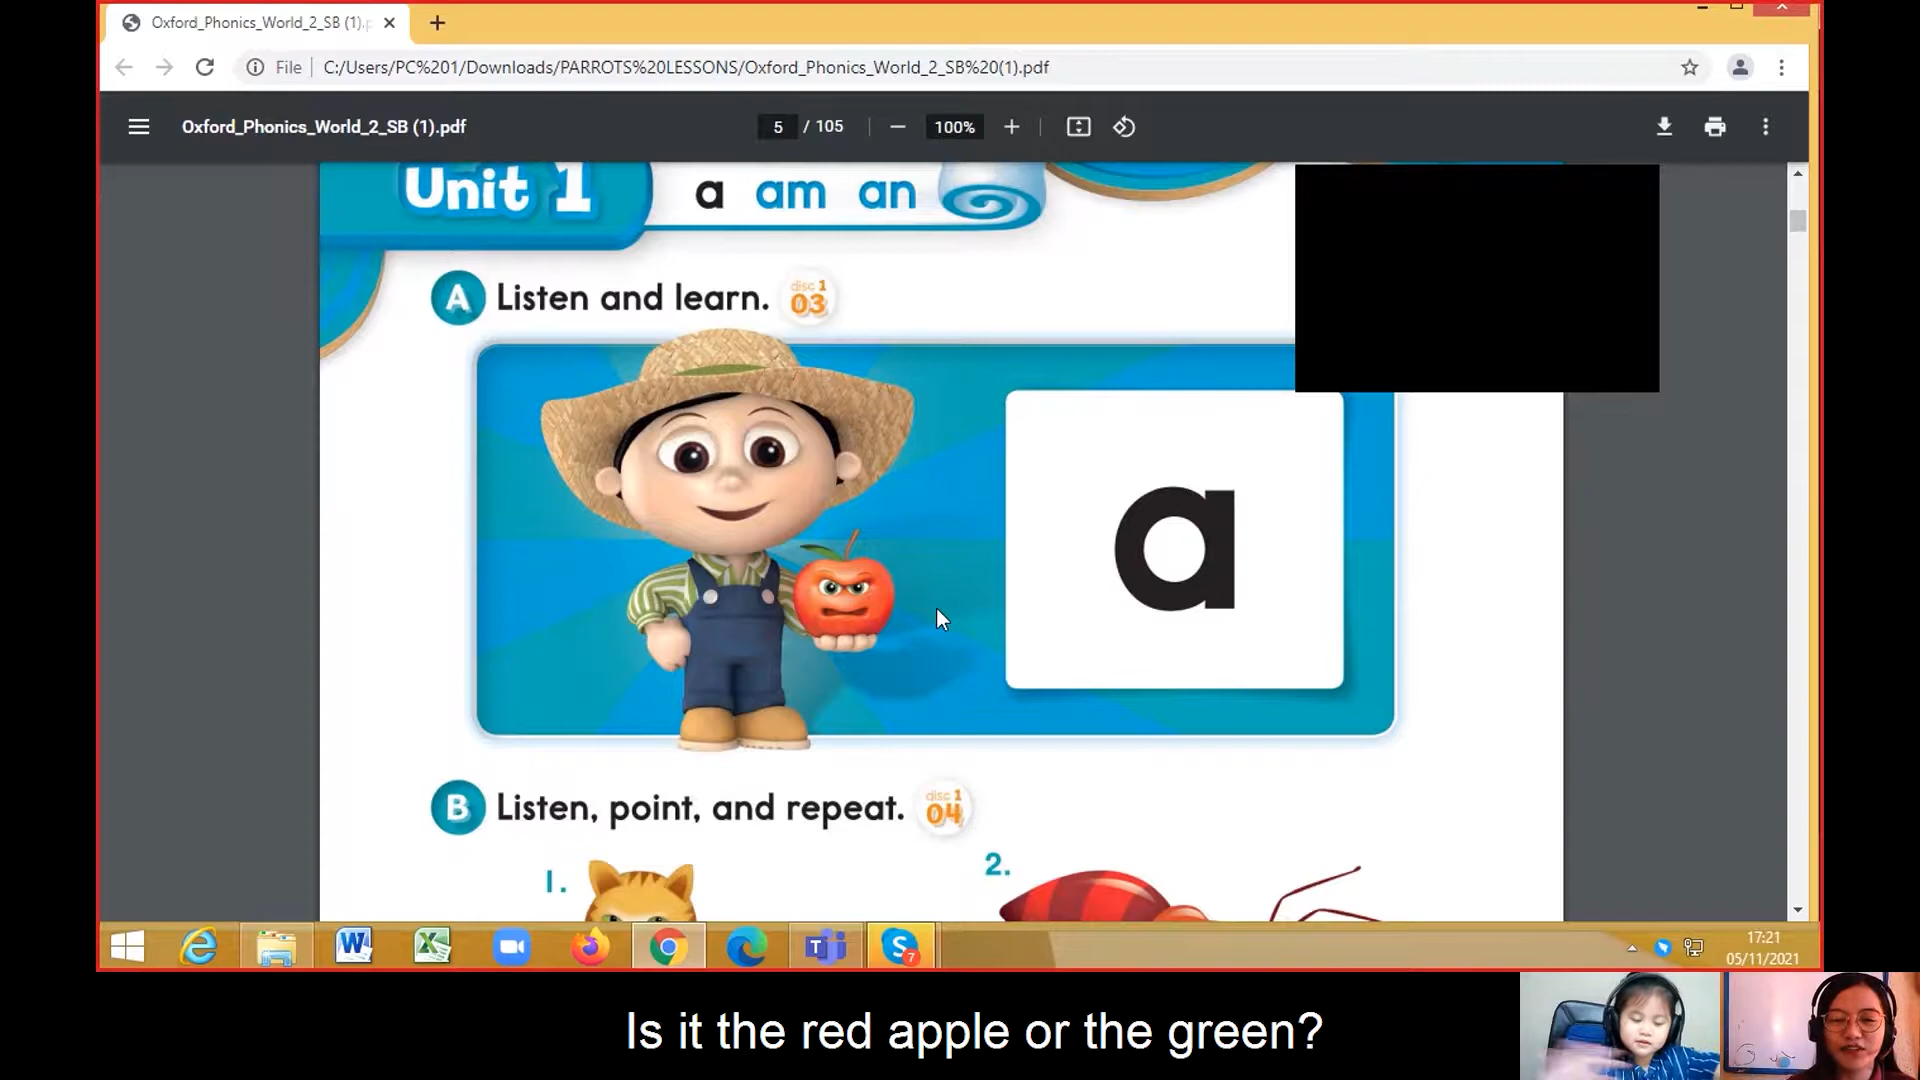 Oxford_Phonics_World_2_SB (1).p
File C:/Users/PC%201/Downloads/PARROTS%20LESSONS/Oxford_Phonics_World_2_SB%20(1).pdf
Oxford_Phonics_World_2_SB (1).pdf 5 / 105 100%
Unit 1 a am an
A Listen and learn. disc 1 03
a
B Listen, point, and repeat. disc 1 04
1. 2.
7
17:21
05/11/2021
Is it the red apple or the green?